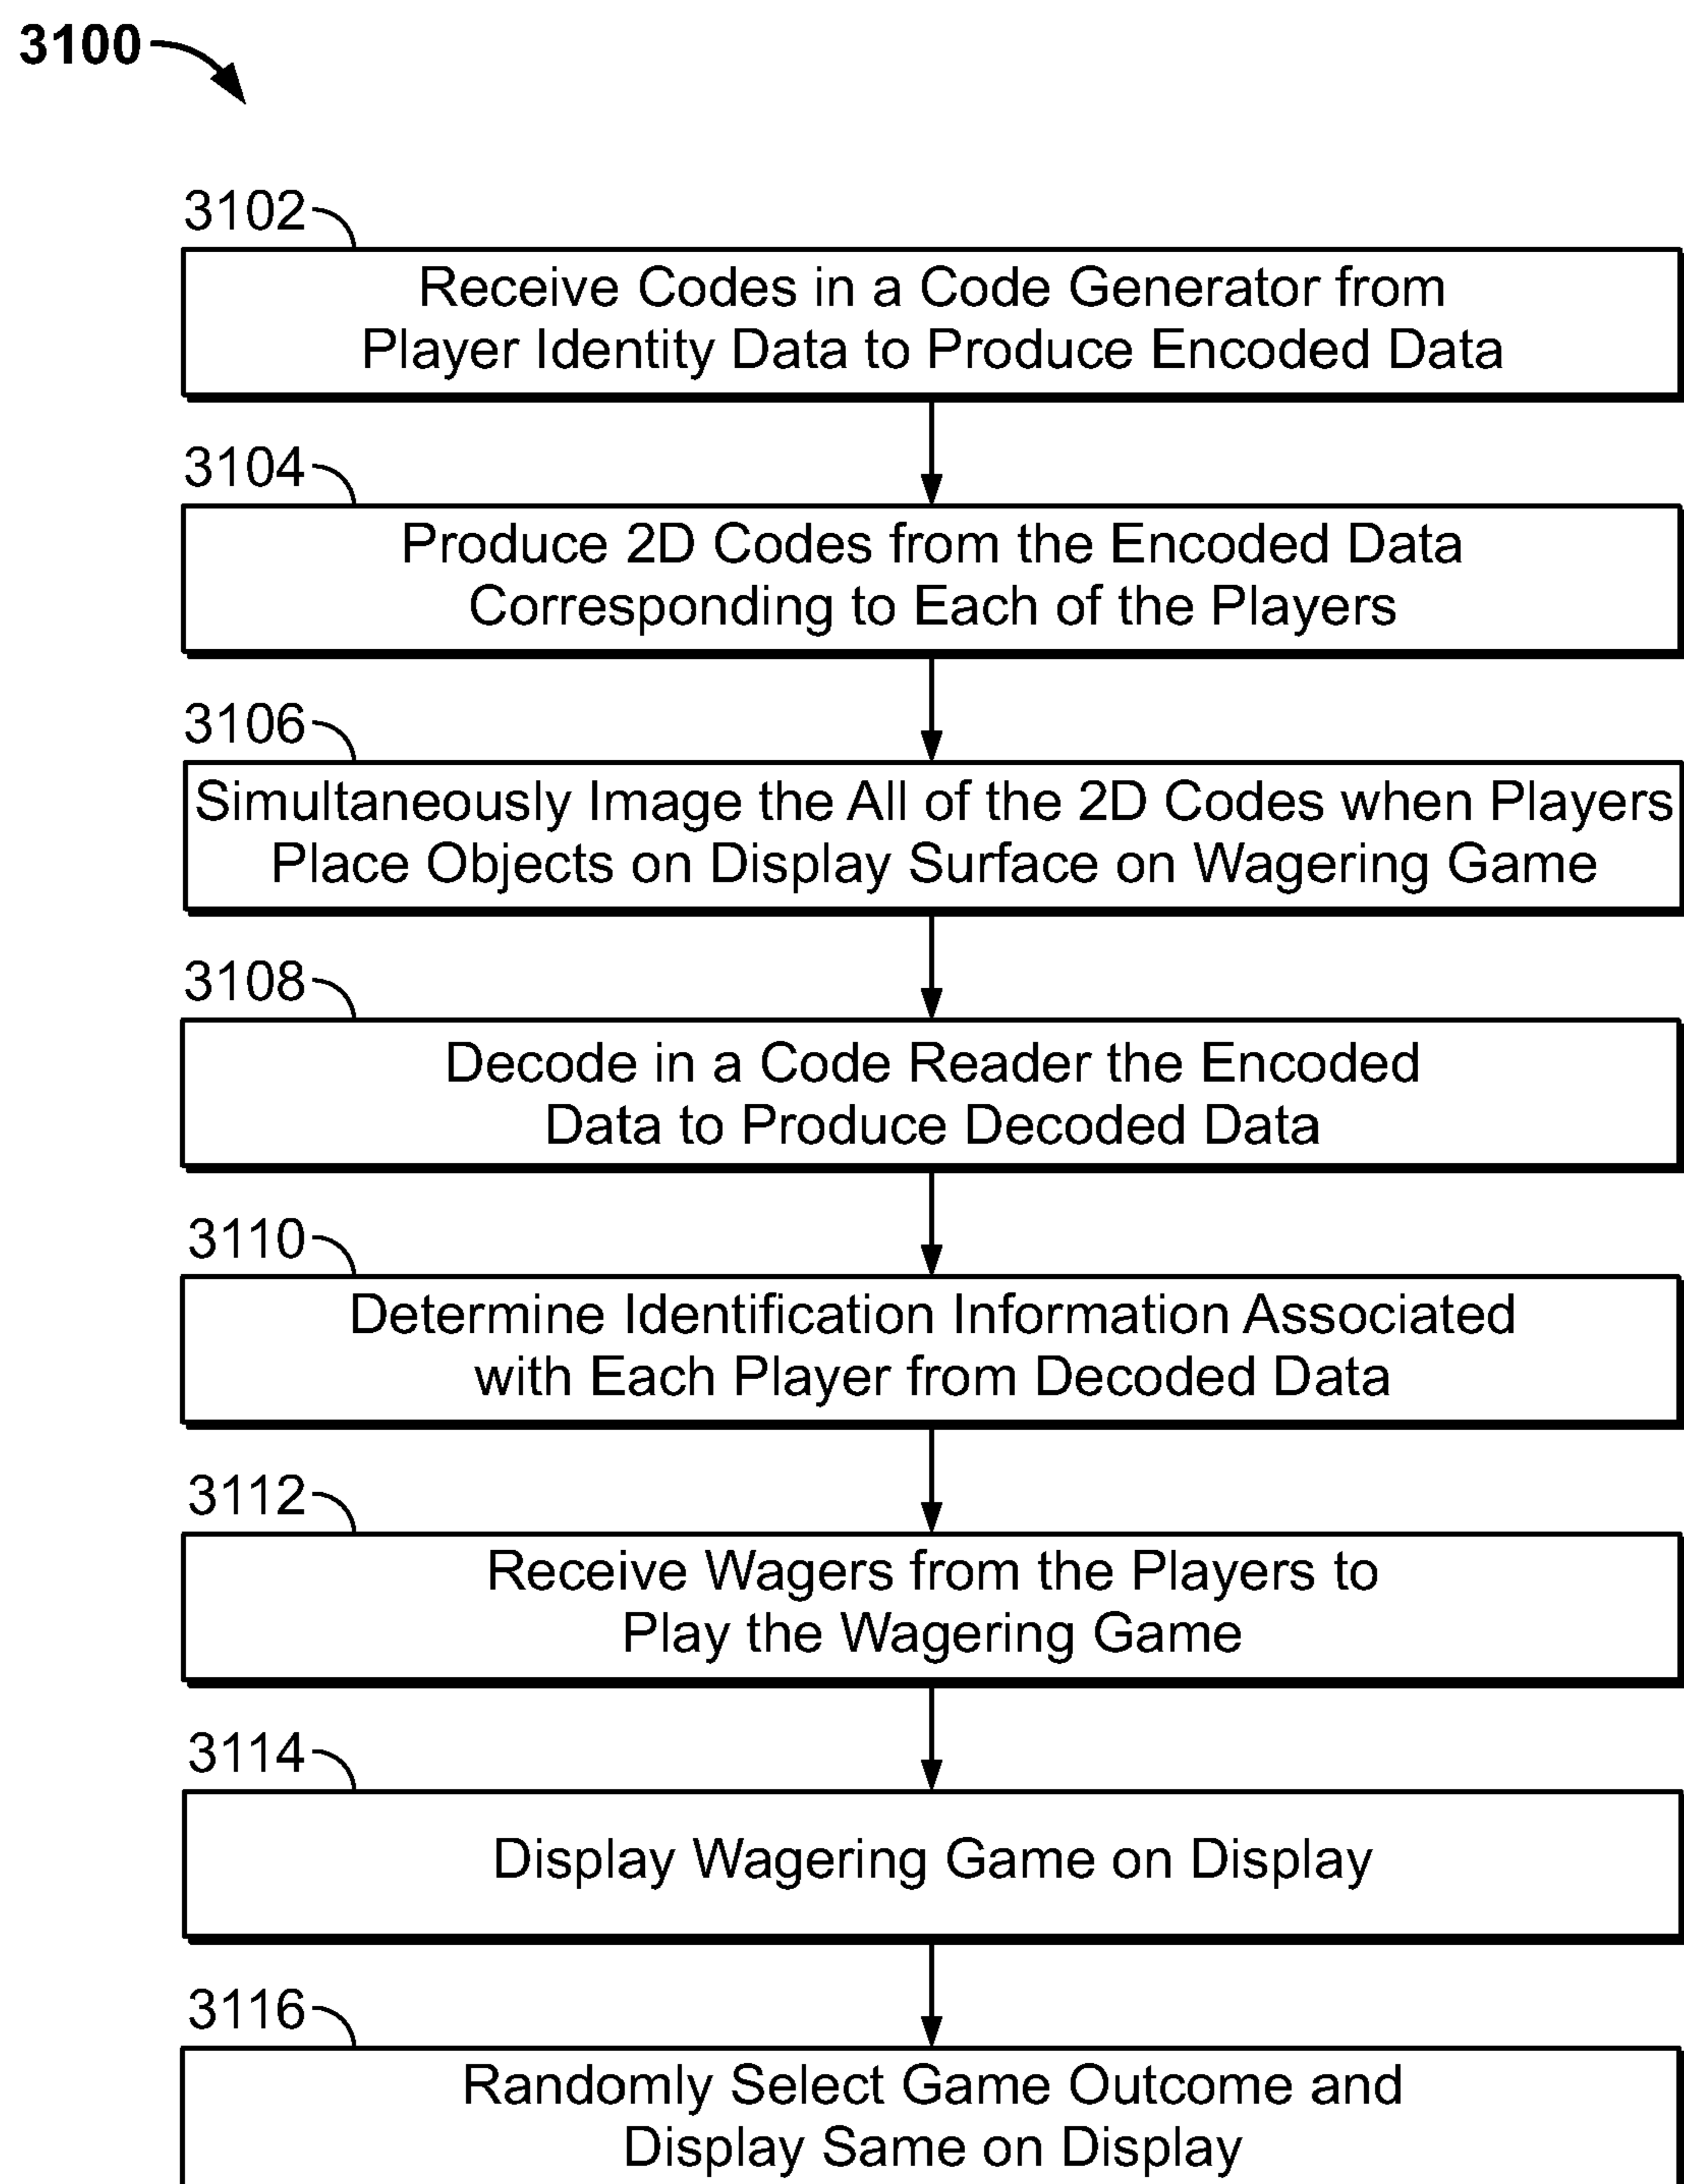 3100
3102
Receive Codes in a Code Generator from
Player Identity Data to Produce Encoded Data
3104
Produce 2D Codes from the Encoded Data
Corresponding to Each of the Players
3106
Simultaneously Image the All of the 2D Codes when Players
Place Objects on Display Surface on Wagering Game
3108
Decode in a Code Reader the Encoded
Data to Produce Decoded Data
3110
Determine Identification Information Associated
with Each Player from Decoded Data
3112
Receive Wagers from the Players to
Play the Wagering Game
3114
Display Wagering Game on Display
3116
Randomly Select Game Outcome and
Display Same on Display